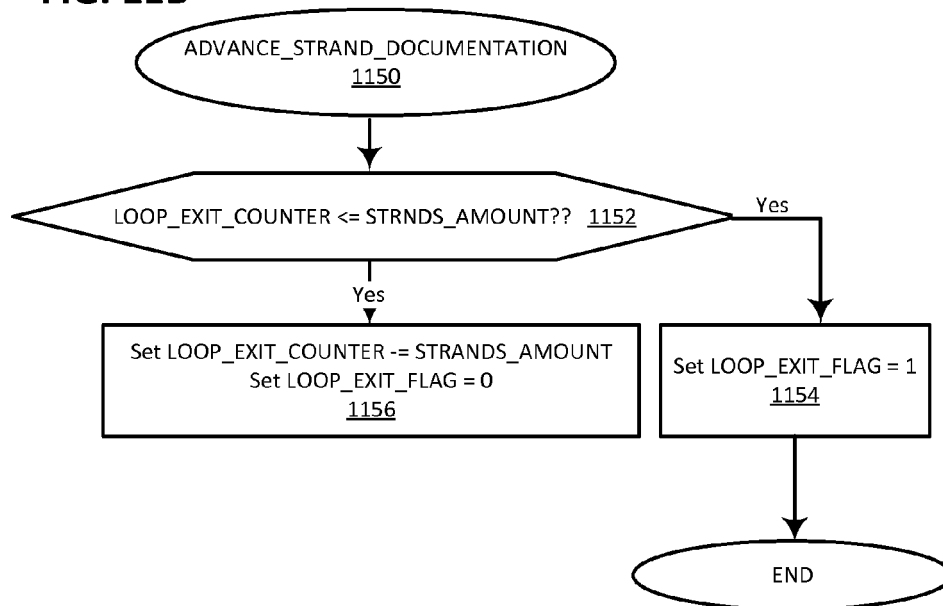 ADVANCE_STRAND_DOCUMENTATION
1150
LOOP_EXIT_COUNTER <= STRNDS_AMOUNT?? 1152
Yes
Yes
Set LOOP_EXIT_COUNTER -= STRANDS_AMOUNT
Set LOOP_EXIT_FLAG = 0
1156
Set LOOP_EXIT_FLAG = 1
1154
END